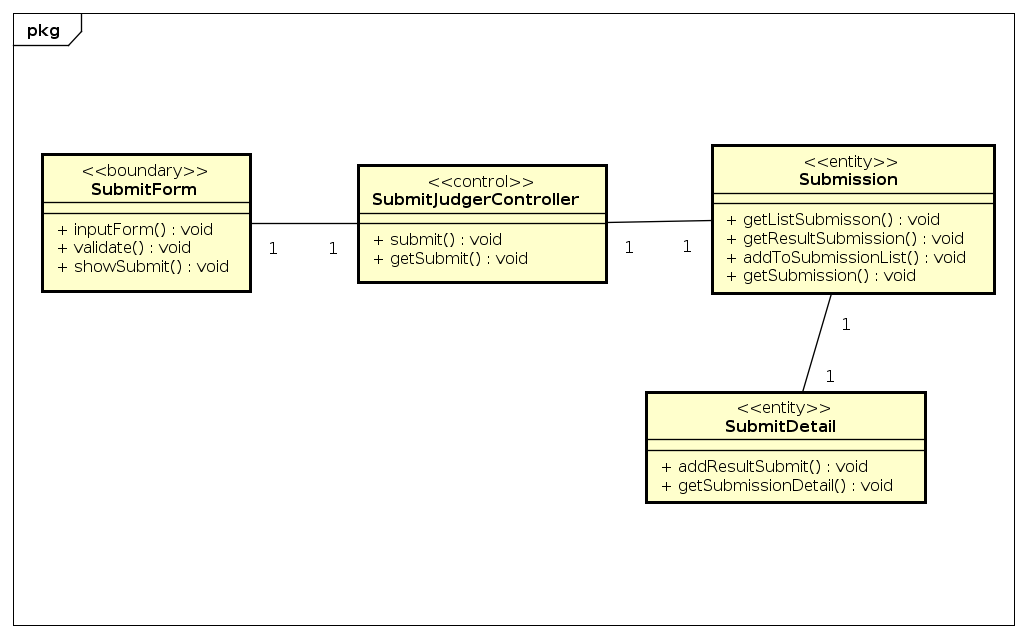 pkg
<<boundary>>
SubmitForm
+ inputForm() : void
+ validate() : void
+ showSubmit() : void
1
1
<<control>>
SubmitJudgerController
+ submit() : void
+ getSubmit() : void
1
1
<<entity>>
Submission
+ getListSubmisson() : void
+ getResultSubmission() : void
+ addToSubmissionList() : void
+ getSubmission() : void
1
1
<<entity>>
SubmitDetail
+ addResultSubmit() : void
+ getSubmissionDetail() : void